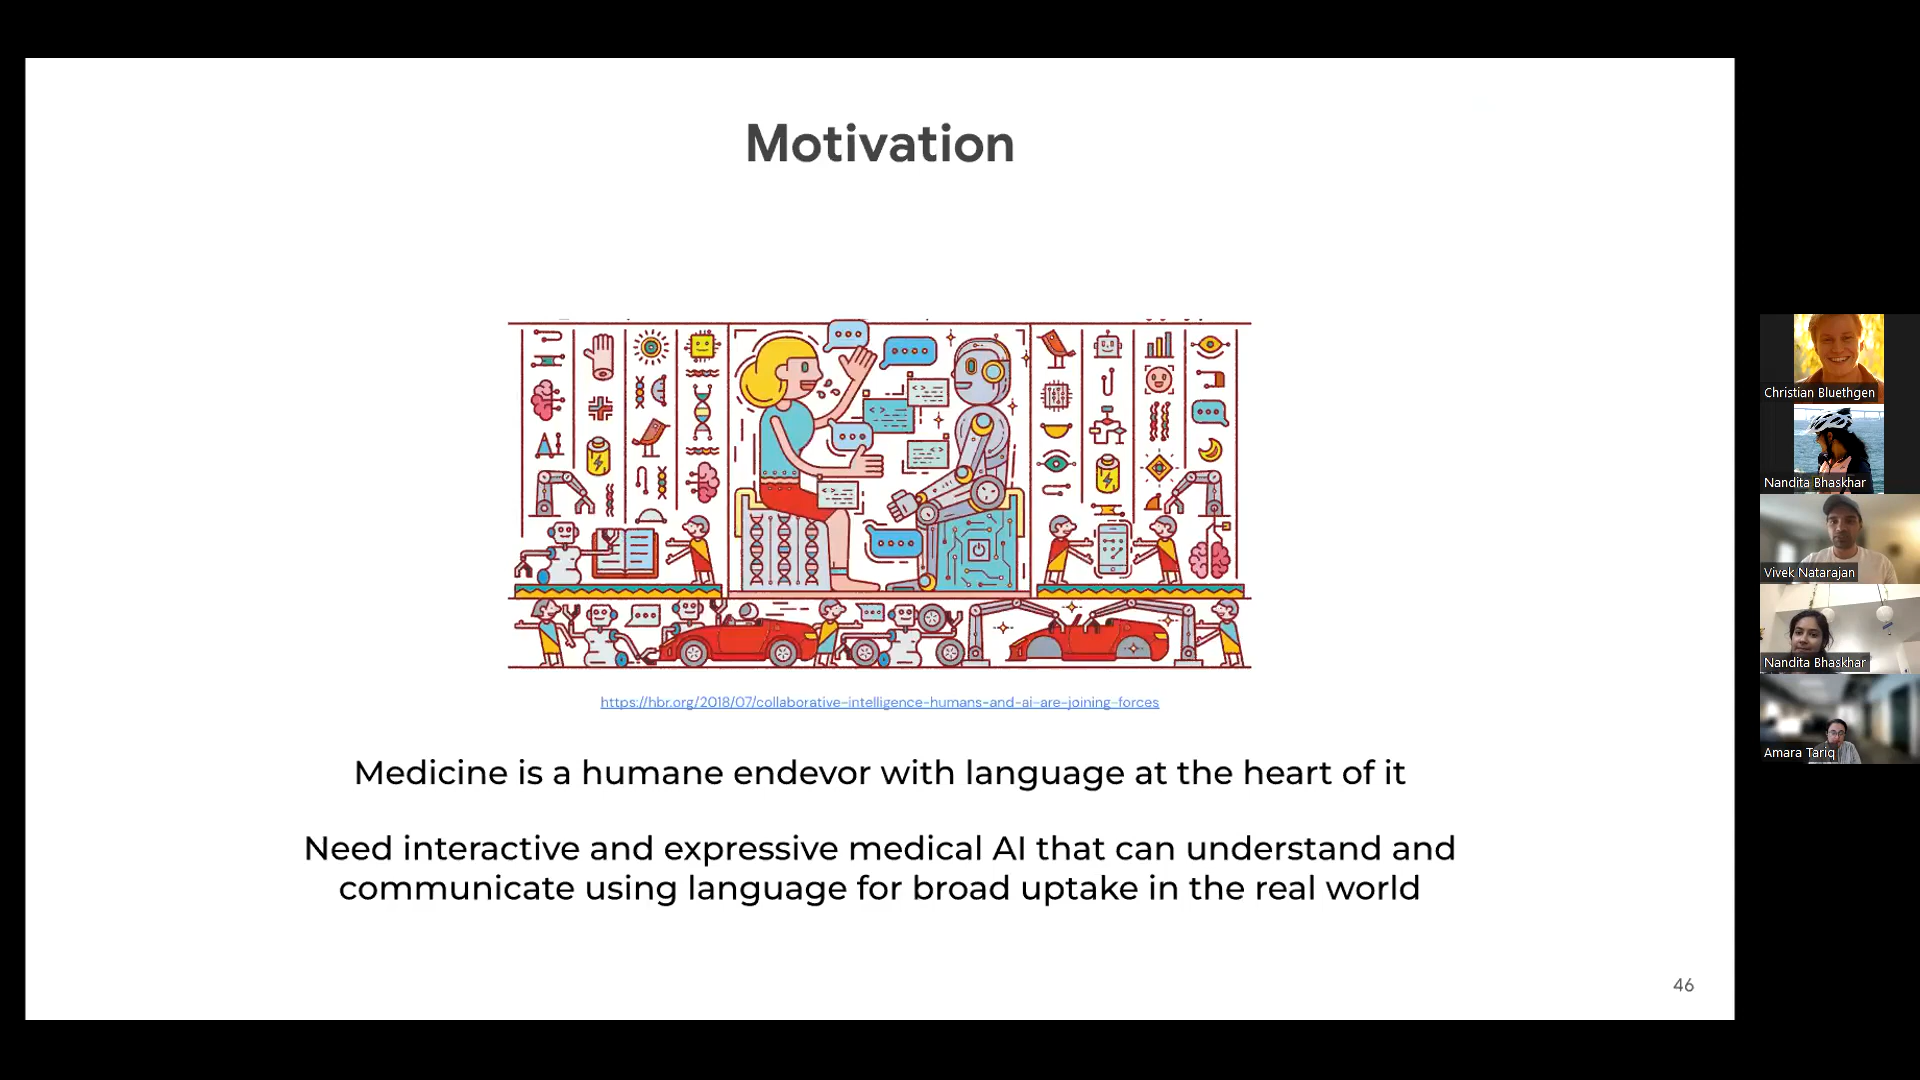 Motivation
AI
https://hbr.org/2018/07/collaborative-intelligence-humans-and-ai-are-joining-forces
Medicine is a humane endevor with language at the heart of it
Need interactive and expressive medical AI that can understand and
communicate using language for broad uptake in the real world
46
Christian Bluethgen
Nandita Bhaskhar
Vivek Natarajan
Nandita Bhaskhar
Amara Tariq